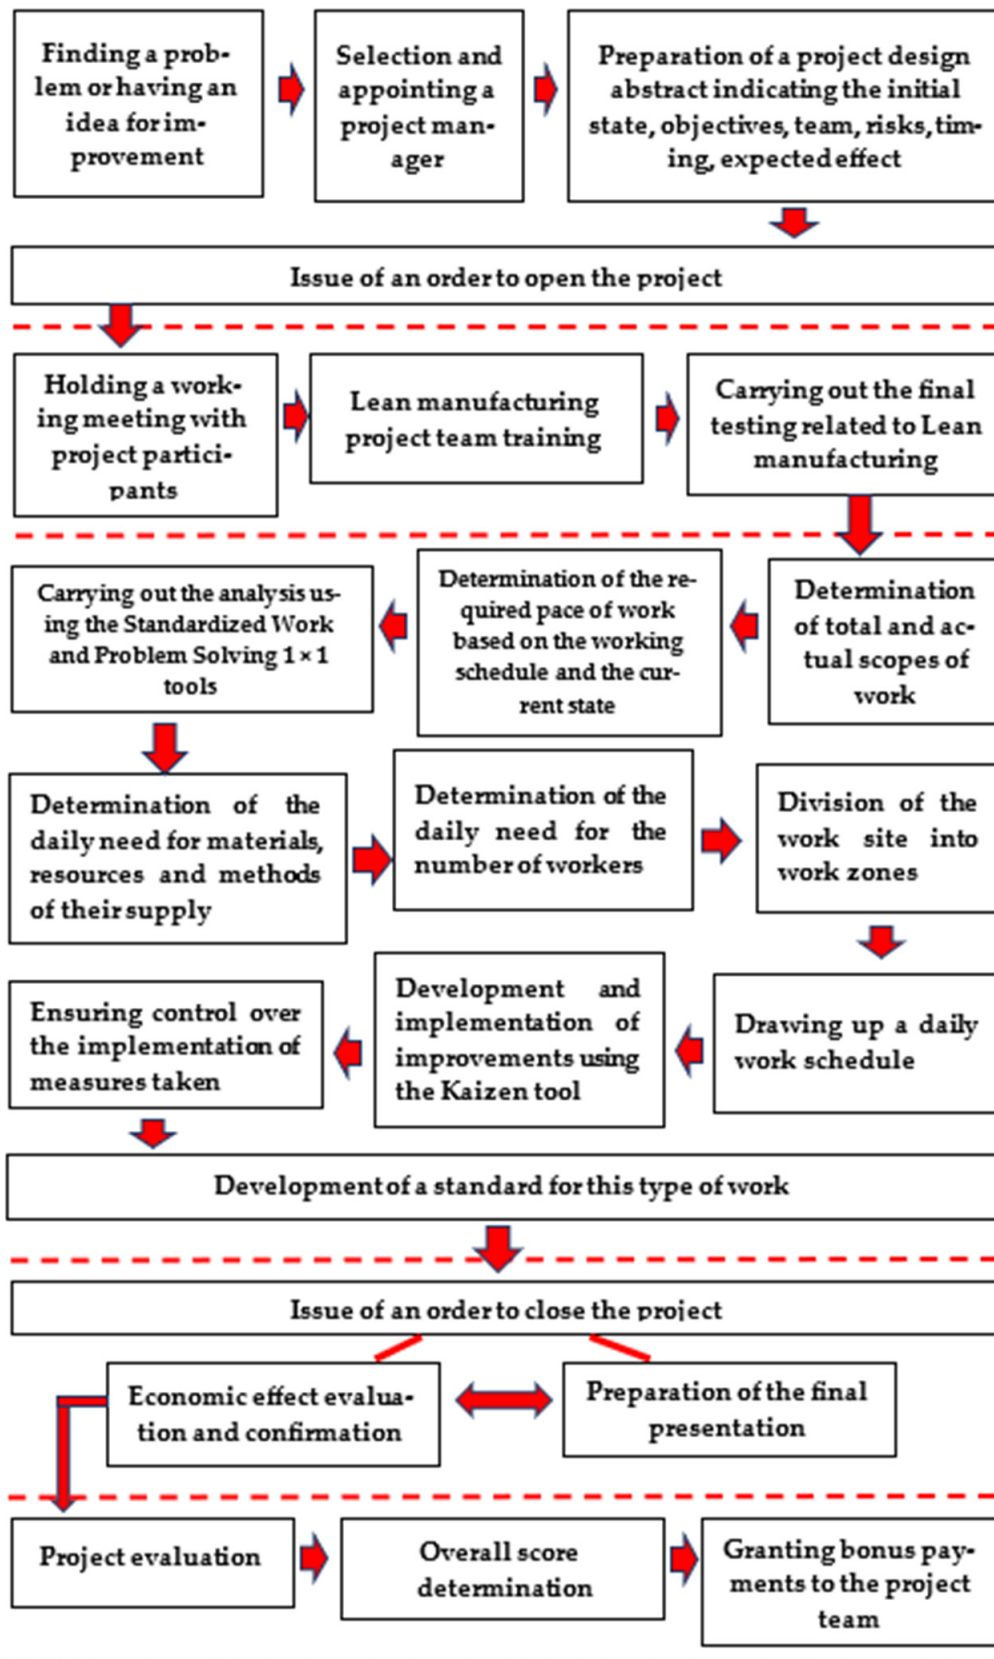 Finding a prob-
lem or having an
idea for im-
provement
Selection and
appointing a
project man-
ager
Preparation of a project design
abstract indicating the initial
state, objectives, team, risks, tim-
ing, expected effect
Issue of an order to open the project
Holding a work-
ing meeting with
project partici-
pants
Lean manufacturing
project team training
Carrying out the final
testing related to Lean
manufacturing
Determination
of total and ac-
tual scopes of
work
Determination of the re-
quired pace of work
based on the working
schedule and the cur-
rent state
Carrying out the analysis us-
ing the Standardized Work
and Problem Solving 1 × 1
tools
Determination of the
daily need for materials,
resources and methods
of their supply
Determination of the
daily need for the
number of workers
Division of the
work site into
work zones
Drawing up a daily
work schedule
Development and
implementation of
improvements using
the Kaizen tool
Ensuring control over
the implementation of
measures taken
Development of a standard for this type of work
Issue of an order to close the project
Economic effect evalua-
tion and confirmation
Preparation of the final
presentation
Project evaluation
Overall score
determination
Granting bonus pay-
ments to the project
team